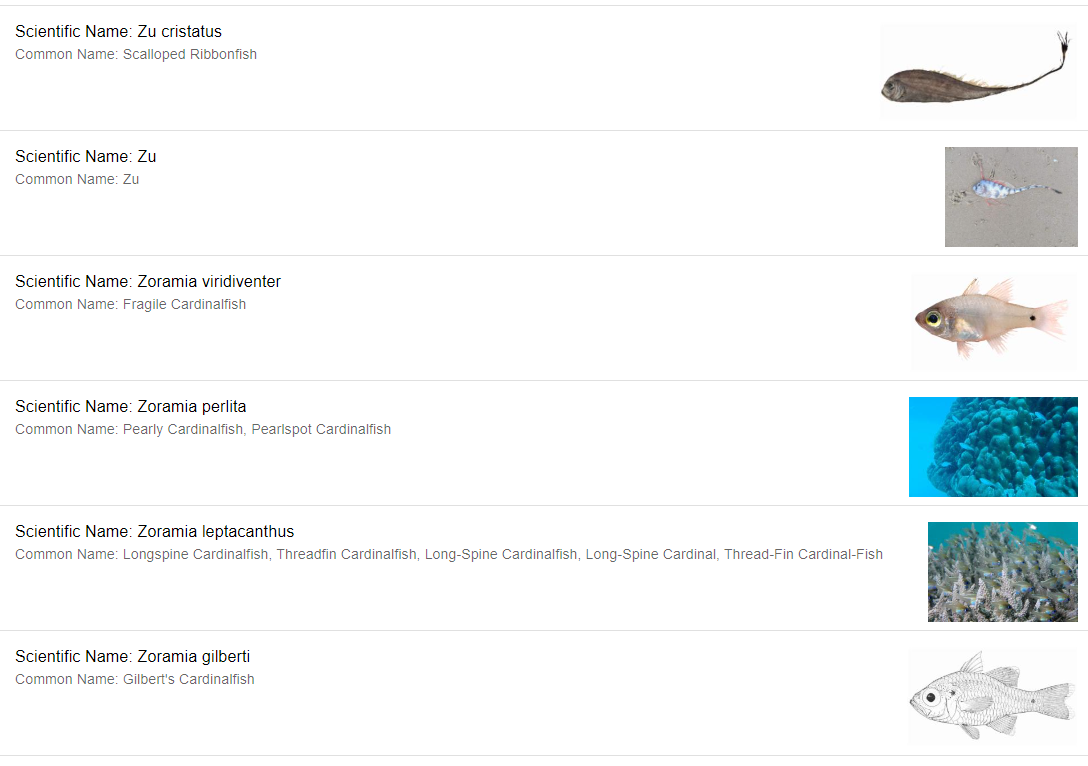 Scientific Name: Zu cristatus
Common Name: Scalloped Ribbonfish
Scientific Name: Zu
Common Name: Zu
Scientific Name: Zoramia viridiventer
Common Name: Fragile Cardinalfish
Scientific Name: Zoramia perlita
Common Name: Pearly Cardinalfish, Pearlspot Cardinalfish
Scientific Name: Zoramia leptacanthus
Common Name: Longspine Cardinalfish, Threadfin Cardinalfish, Long-Spine Cardinalfish, Long-Spine Cardinal, Thread-Fin Cardinal-Fish
Scientific Name: Zoramia gilberti
Common Name: Gilbert's Cardinalfish